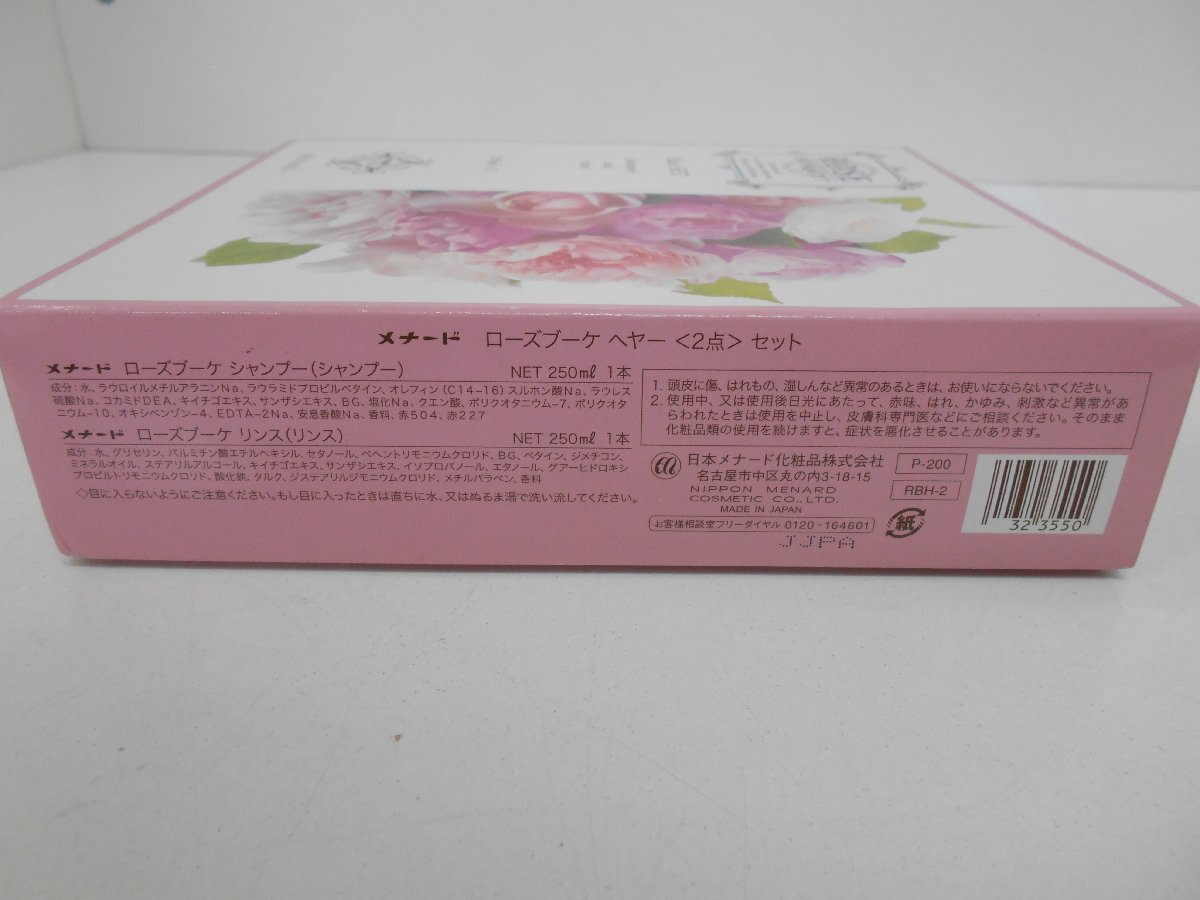 メナード ローズブーケ ヘヤー <2点> セット
メナード ローズブーケ シャンプー(シャンプー) NET 250mℓ 1本
成分:水、ラウロイルメチルアラニンNa、ラウラミドプロピルベタイン、オレフィン(C14-16)スルホン酸Na、ラウレス
硫酸Na、コカミドDEA、キイチゴエキス、サンザシエキス、BG、塩化Na、クエン酸、ポリクオタニウム-7、ポリクオタ
ニウム-10、オキシベンゾン-4、EDTA-2Na、安息香酸Na、香料、赤504、赤227
メナード ローズブーケ リンス(リンス) NET 250mℓ 1本
成分:水、グリセリン、パルミチン酸エチルヘキシル、セタノール、ベヘントリモニウムクロリド、BG、ベタイン、ジメチコン、
ミネラルオイル、ステアリルアルコール、キイチゴエキス、サンザシエキス、イソプロパノール、エタノール、グアーヒドロキシ
プロピルトリモニウムクロリド、酸化鉄、タルク、ジステアリルジモニウムクロリド、メチルパラベン、香料
◇目に入らないようにご注意ください。もし目に入ったときは直ちに水、又はぬるま湯で洗い流してください。
1. 頭皮に傷、はれもの、湿しんなど異常のあるときは、お使いにならないでください。
2. 使用中、又は使用後日光にあたって、赤味、はれ、かゆみ、刺激など異常があ
らわれたときは使用を中止し、皮膚科専門医などにご相談ください。そのまま
化粧品類の使用を続けますと、症状を悪化させることがあります。
日本メナード化粧品株式会社
名古屋市中区丸の内3-18-15
NIPPON MENARD
COSMETIC CO., LTD.
MADE IN JAPAN
お客様相談室フリーダイヤル 0120-164601
P-200
RBH-2
紙
32 3550
JJPA